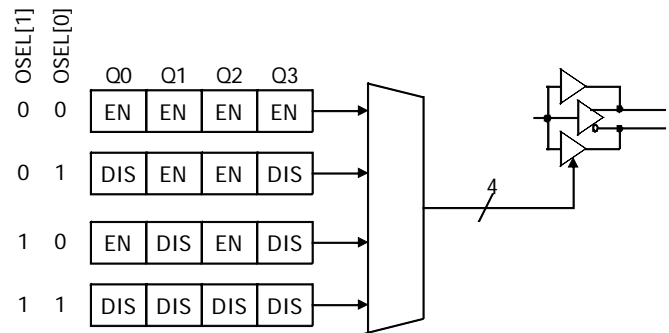 OSEL[1]
OSEL[0]
Q0 Q1 Q2 Q3
0 0 EN EN EN EN
0 1 DIS EN EN DIS
4
1 0 EN DIS EN DIS
1 1 DIS DIS DIS DIS